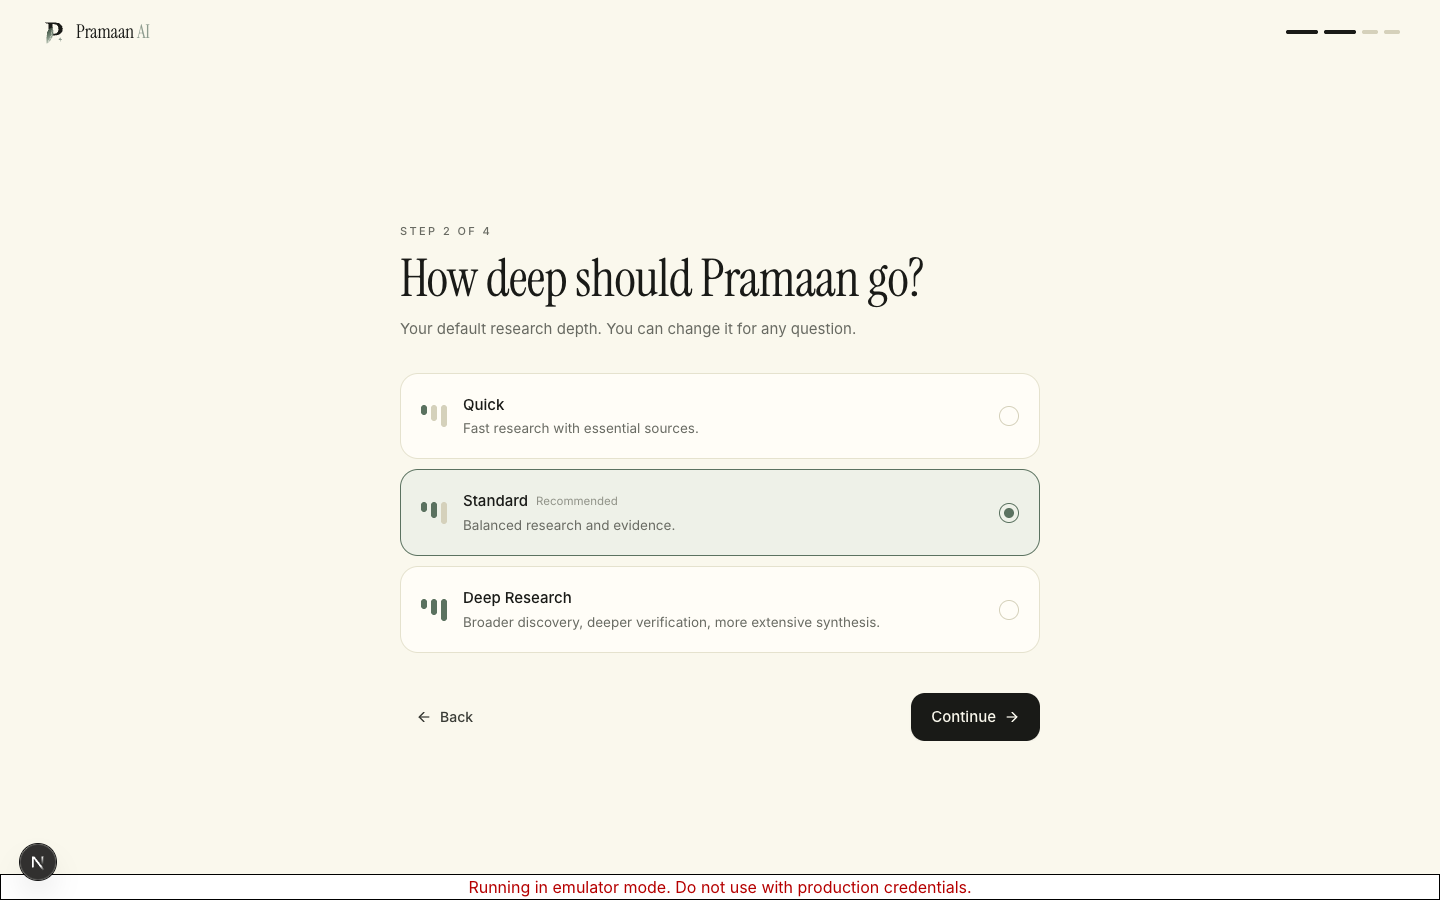 Pramaan AI
STEP 2 OF 4
How deep should Pramaan go?
Your default research depth. You can change it for any question.
Quick
Fast research with essential sources.
Standard Recommended
Balanced research and evidence.
Deep Research
Broader discovery, deeper verification, more extensive synthesis.
Back
Continue
Running in emulator mode. Do not use with production credentials.